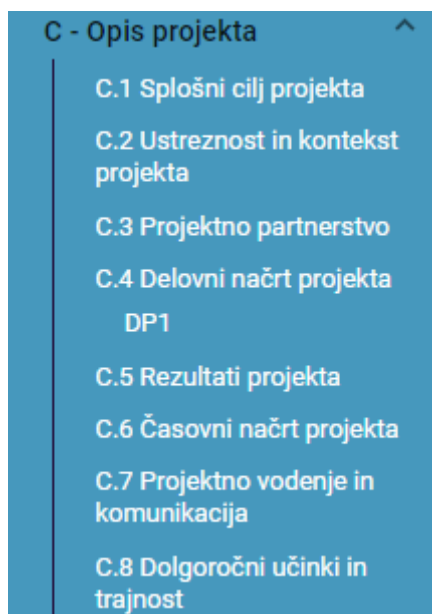 C - Opis projekta
C.1 Splošni cilj projekta
C.2 Ustreznost in kontekst
projekta
C.3 Projektno partnerstvo
C.4 Delovni načrt projekta
DP1
C.5 Rezultati projekta
C.6 Časovni načrt projekta
C.7 Projektno vodenje in
komunikacija
C.8 Dolgoročni učinki in
trajnost